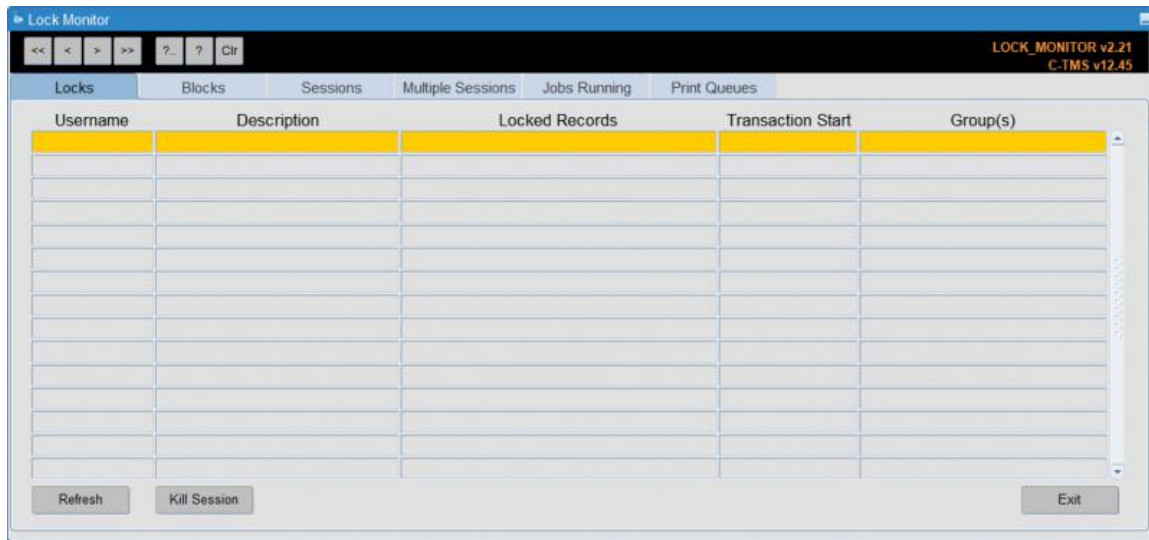 Lock Monitor
<< < > >> ?_ ? Clr
LOCK_MONITOR v2.21
C-TMS v12.45
Locks Blocks Sessions Multiple Sessions Jobs Running Print Queues
Username Description Locked Records Transaction Start Group(s)
Refresh Kill Session Exit